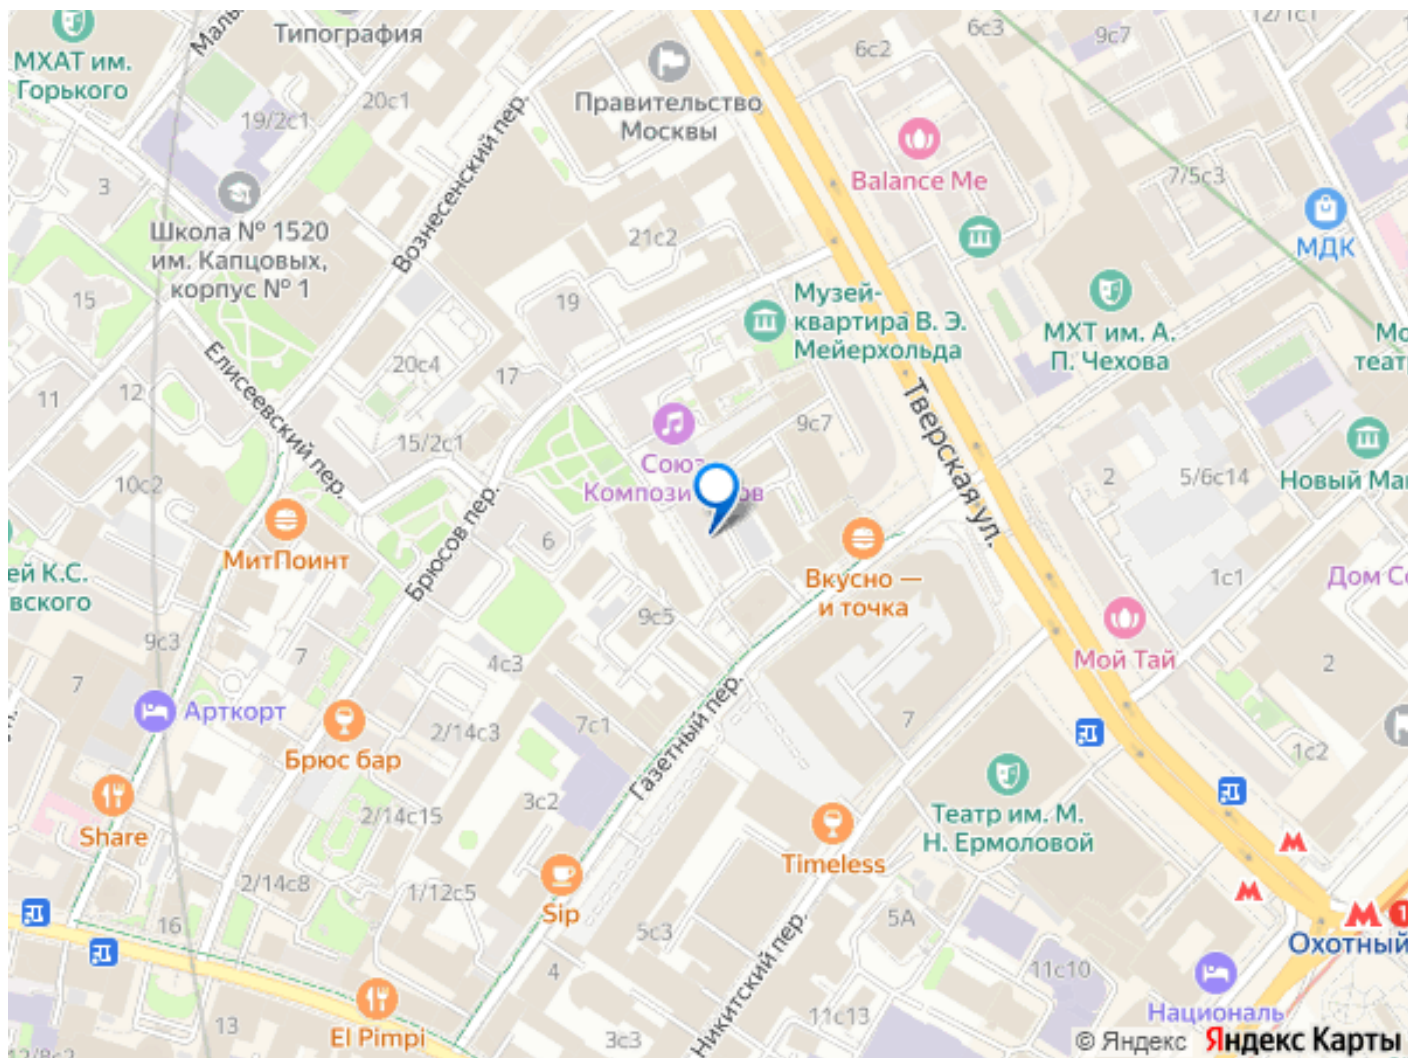 МХАТ им.
Горького
Типография
Правительство
Москвы
6с2
6с3
9с7
12/1с1
20с1
19/2с1
3
Школа № 1520
им. Капцовых,
корпус № 1
Вознесенский пер.
21с2
Balance Me
7/5с3
МДК
15
19
Музей-
квартира В. Э.
Мейерхольда
МХТ им. А.
П. Чехова
11
12
Елисеевский пер.
20с4
17
15/2с1
Тверская ул.
9с7
2
5/6с14
10с2
МитПоинт
Брюсов пер.
6
Вкусно —
и точка
1с1
9с3
7
7
4с3
9с5
Мой Тай
2
Арткорт
Брюс бар
2/14с3
7с1
Газетный пер.
7
1с2
Share
2/14с15
3с2
Timeless
Театр им. М.
Н. Ермоловой
2/14с8
1/12с5
Sip
16
5с3
5А
4
Никитский пер.
11с10
Националь
El Pimpi
13
3с3
11с13
© Яндекс
Яндекс Карты